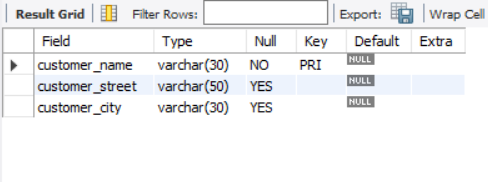 Result Grid Filter Rows: Export: Wrap Cell
Field Type Null Key Default Extra
customer_name varchar(30) NO PRI NULL
customer_street varchar(50) YES NULL
customer_city varchar(30) YES NULL